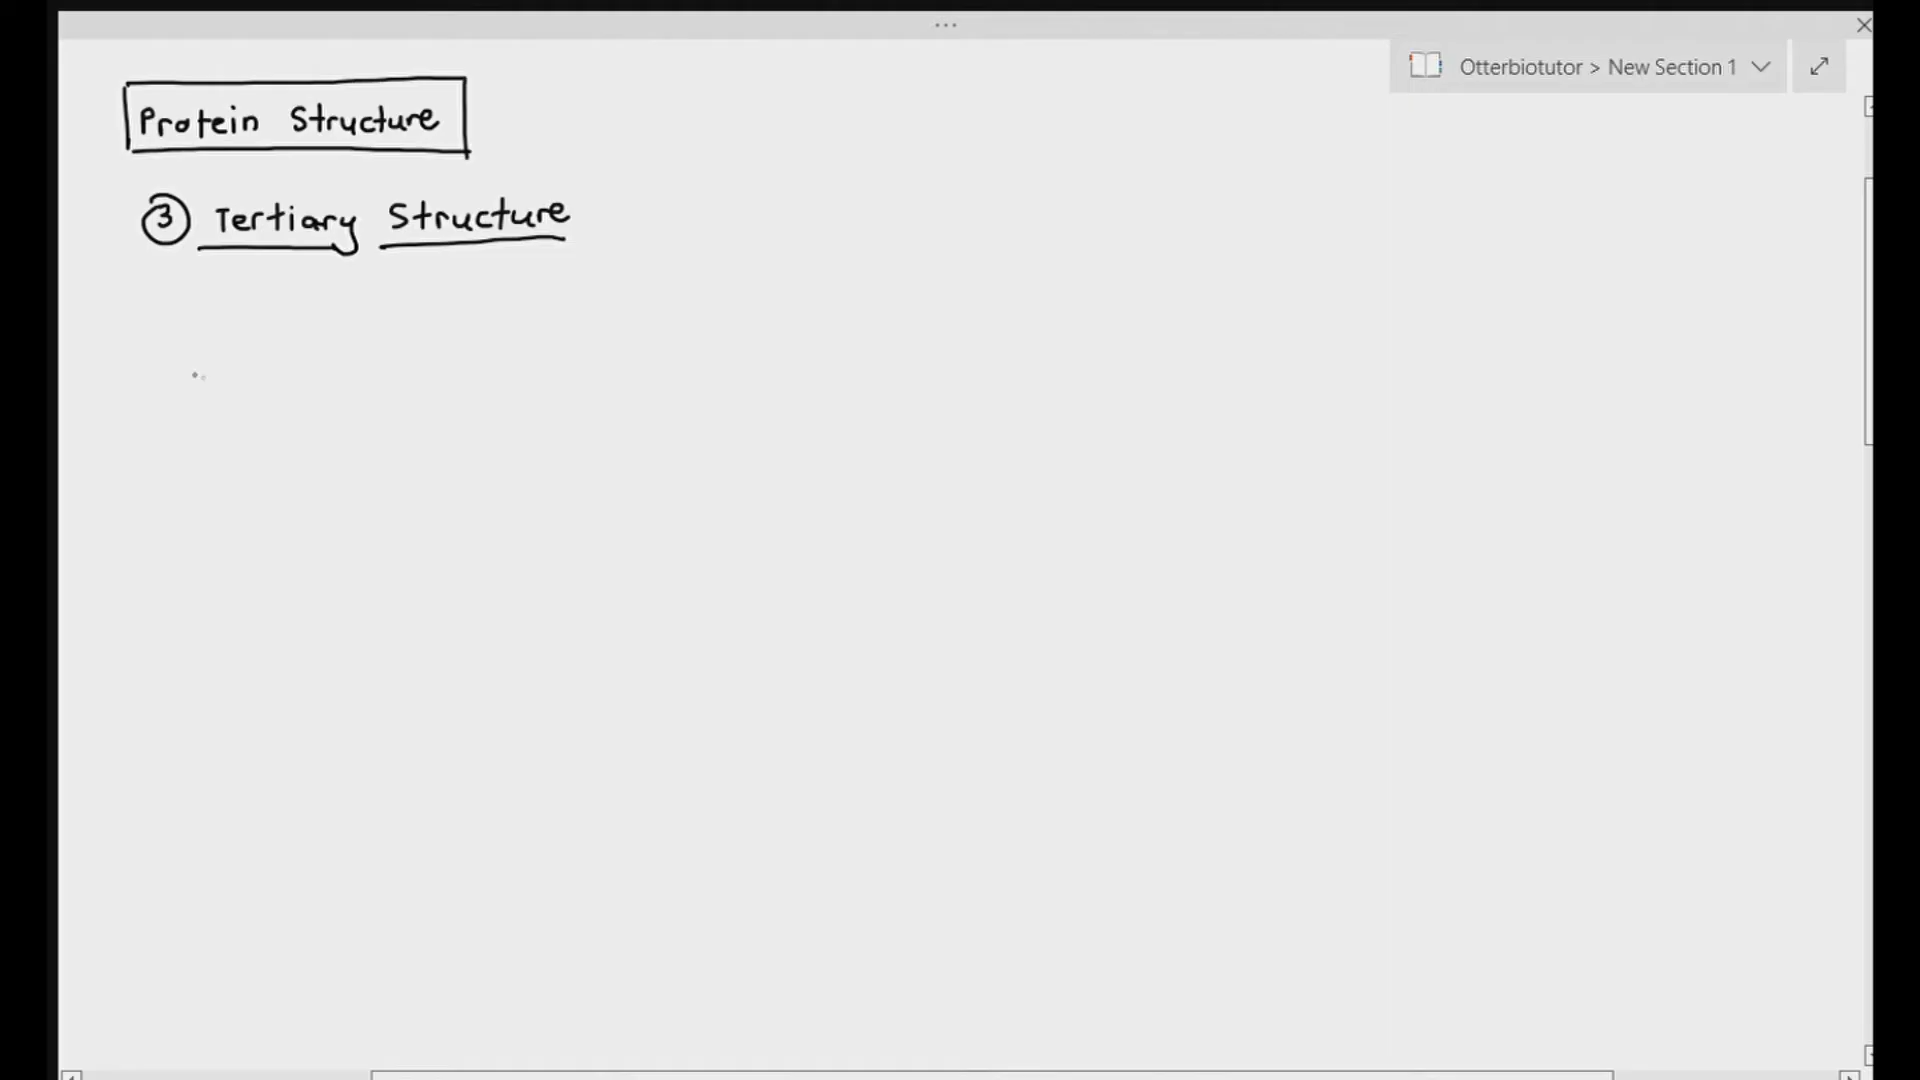 Otterbiotutor > New Section 1
Protein Structure
③ Tertiary Structure